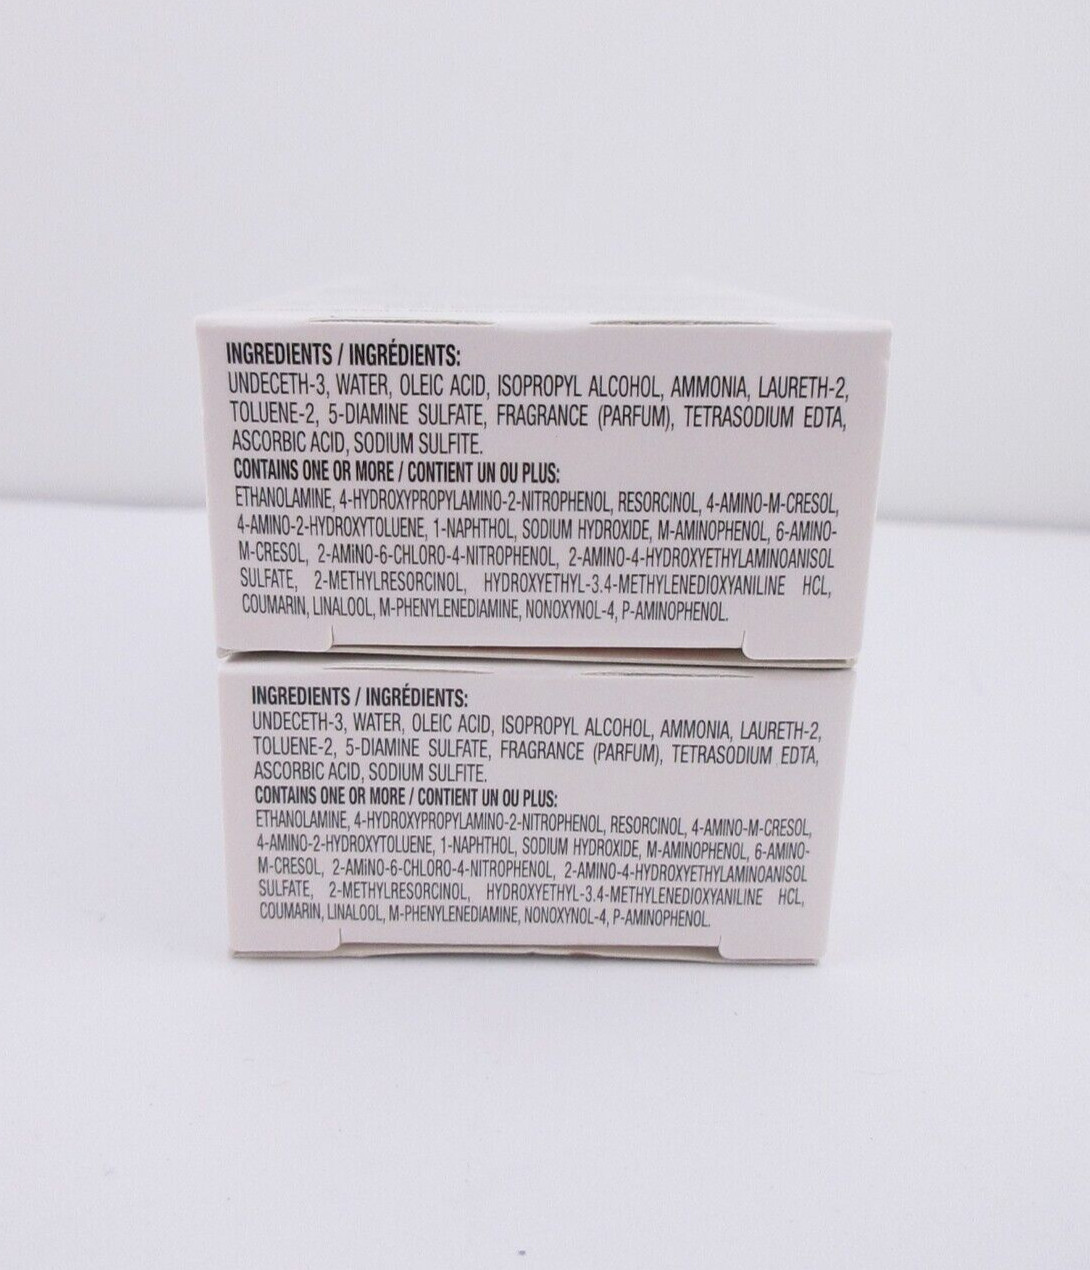 INGREDIENTS / INGRÉDIENTS:
UNDECETH-3, WATER, OLEIC ACID, ISOPROPYL ALCOHOL, AMMONIA, LAURETH-2,
TOLUENE-2, 5-DIAMINE SULFATE, FRAGRANCE (PARFUM), TETRASODIUM EDTA,
ASCORBIC ACID, SODIUM SULFITE.
CONTAINS ONE OR MORE / CONTIENT UN OU PLUS:
ETHANOLAMINE, 4-HYDROXYPROPYLAMINO-2-NITROPHENOL, RESORCINOL, 4-AMINO-M-CRESOL,
4-AMINO-2-HYDROXYTOLUENE, 1-NAPHTHOL, SODIUM HYDROXIDE, M-AMINOPHENOL, 6-AMINO-
M-CRESOL, 2-AMINO-6-CHLORO-4-NITROPHENOL, 2-AMINO-4-HYDROXYETHYLAMINOANISOL
SULFATE, 2-METHYLRESORCINOL, HYDROXYETHYL-3.4-METHYLENEDIOXYANILINE HCL,
COUMARIN, LINALOOL, M-PHENYLENEDIAMINE, NONOXYNOL-4, P-AMINOPHENOL.
INGREDIENTS / INGRÉDIENTS:
UNDECETH-3, WATER, OLEIC ACID, ISOPROPYL ALCOHOL, AMMONIA, LAURETH-2,
TOLUENE-2, 5-DIAMINE SULFATE, FRAGRANCE (PARFUM), TETRASODIUM EDTA,
ASCORBIC ACID, SODIUM SULFITE.
CONTAINS ONE OR MORE / CONTIENT UN OU PLUS:
ETHANOLAMINE, 4-HYDROXYPROPYLAMINO-2-NITROPHENOL, RESORCINOL, 4-AMINO-M-CRESOL,
4-AMINO-2-HYDROXYTOLUENE, 1-NAPHTHOL, SODIUM HYDROXIDE, M-AMINOPHENOL, 6-AMINO-
M-CRESOL, 2-AMINO-6-CHLORO-4-NITROPHENOL, 2-AMINO-4-HYDROXYETHYLAMINOANISOL
SULFATE, 2-METHYLRESORCINOL, HYDROXYETHYL-3.4-METHYLENEDIOXYANILINE HCL,
COUMARIN, LINALOOL, M-PHENYLENEDIAMINE, NONOXYNOL-4, P-AMINOPHENOL.